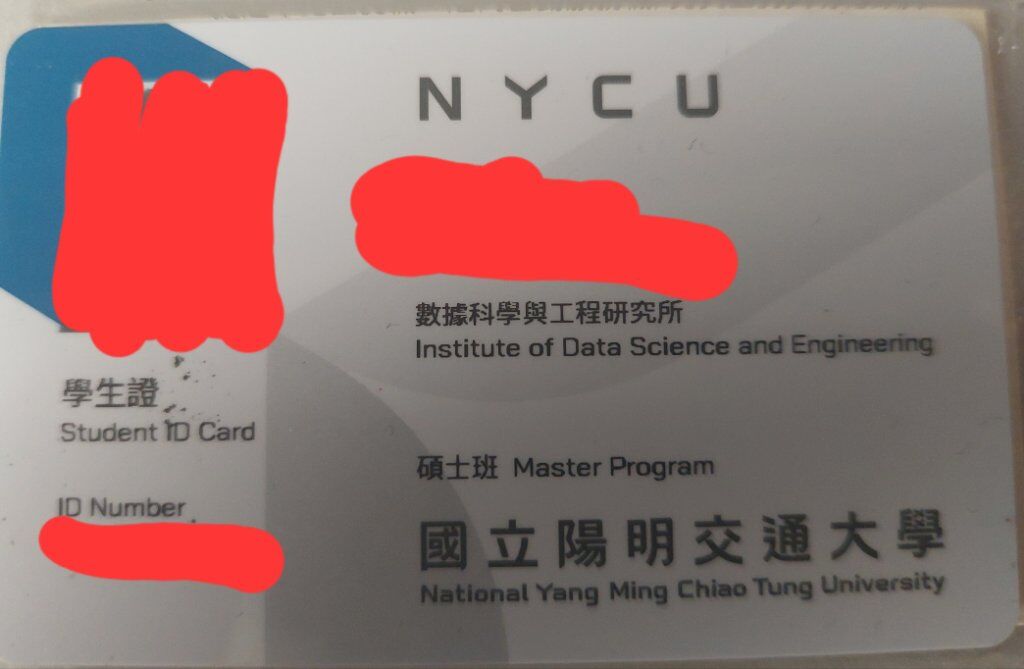 NYCU
數據科學與工程研究所
Institute of Data Science and Engineering
學生證
Student ID Card
碩士班 Master Program
ID Number
國立陽明交通大學
National Yang Ming Chiao Tung University